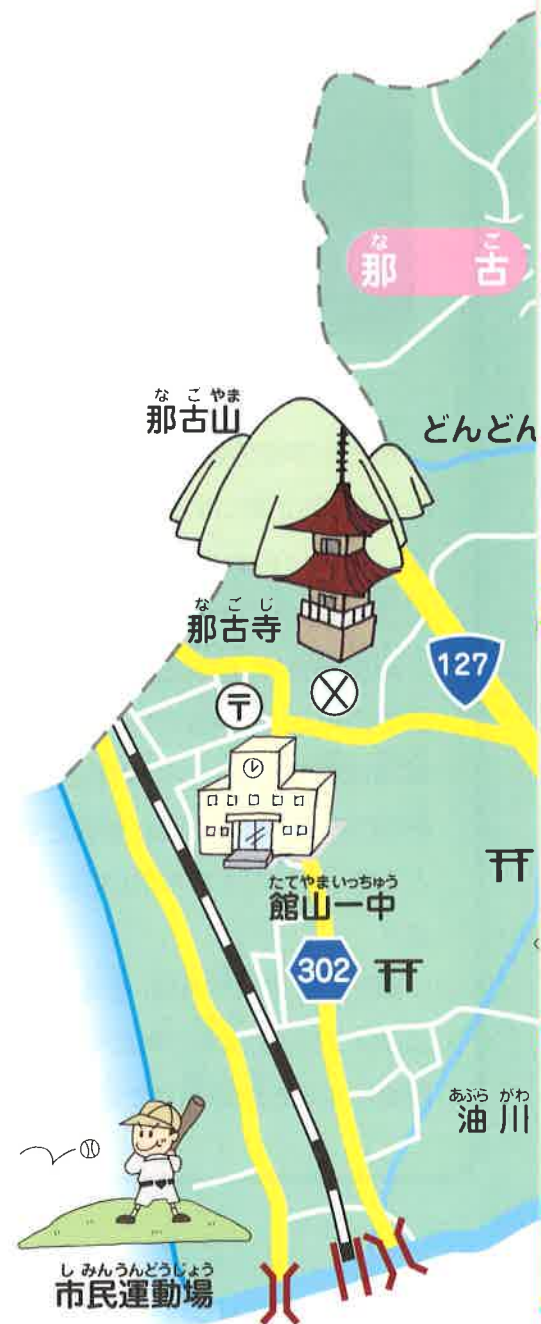 な ご
那 古
な ご やま
那古山
どんどん
な ご じ
那古寺
127
〒
たてやまいっちゅう
館山一中
302
あぶら がわ
油 川
し みんうんどうじょう
市民運動場